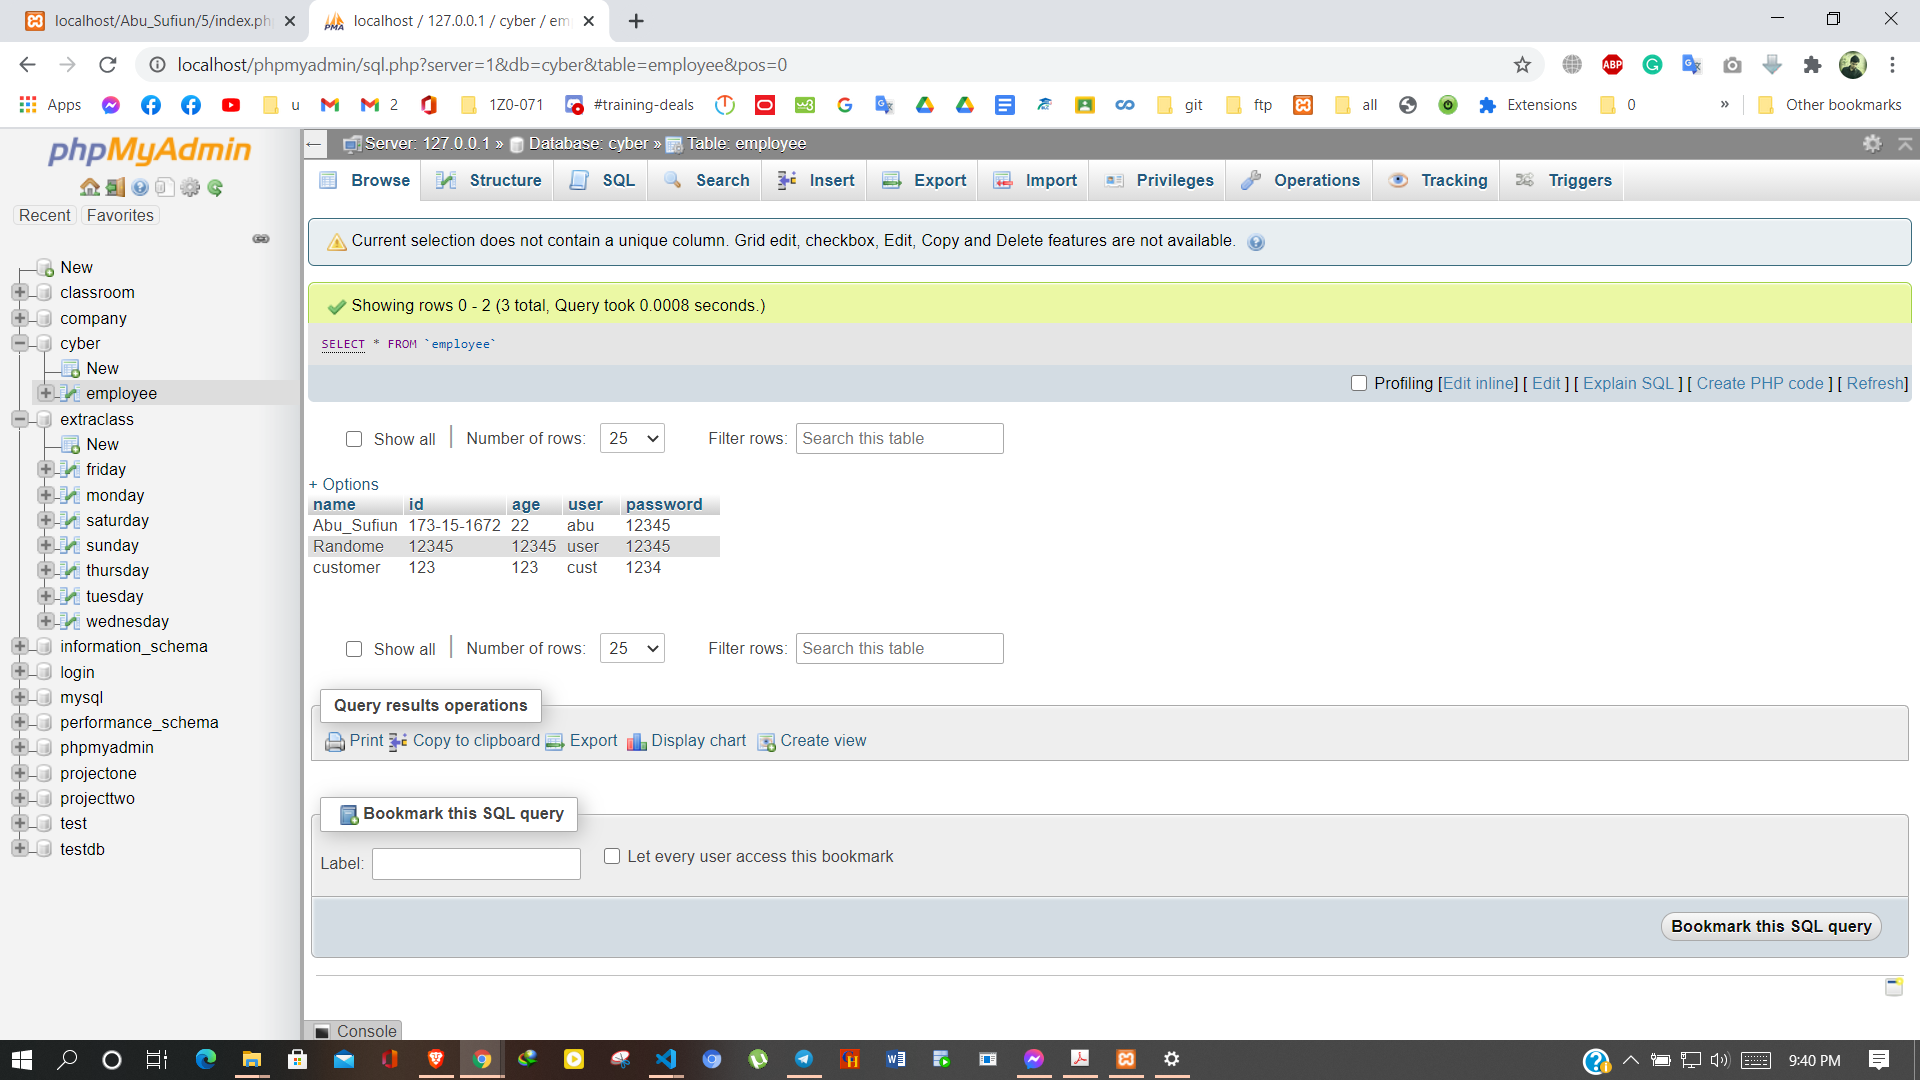 localhost/Abu_Sufiun/5/index.ph
localhost / 127.0.0.1 / cyber / em
localhost/phpmyadmin/sql.php?server=1&db=cyber&table=employee&pos=0
Apps
u
2
1Z0-071
#training-deals
git
ftp
all
Extensions
0
»
Other bookmarks
phpMyAdmin
Recent
Favorites
New
classroom
company
cyber
New
employee
extraclass
New
friday
monday
saturday
sunday
thursday
tuesday
wednesday
information_schema
login
mysql
performance_schema
phpmyadmin
projectone
projecttwo
test
testdb
Server: 127.0.0.1 » Database: cyber » Table: employee
Browse Structure SQL Search Insert Export Import Privileges Operations Tracking Triggers
Current selection does not contain a unique column. Grid edit, checkbox, Edit, Copy and Delete features are not available.
Showing rows 0 - 2 (3 total, Query took 0.0008 seconds.)
SELECT * FROM `employee`
Profiling [Edit inline] [ Edit ] [ Explain SQL ] [ Create PHP code ] [ Refresh]
Show all | Number of rows: 25 Filter rows: Search this table
+ Options
name id age user password
Abu_Sufiun 173-15-1672 22 abu 12345
Randome 12345 12345 user 12345
customer 123 123 cust 1234
Show all | Number of rows: 25 Filter rows: Search this table
Query results operations
Print Copy to clipboard Export Display chart Create view
Bookmark this SQL query
Label: Let every user access this bookmark
Bookmark this SQL query
Console
9:40 PM